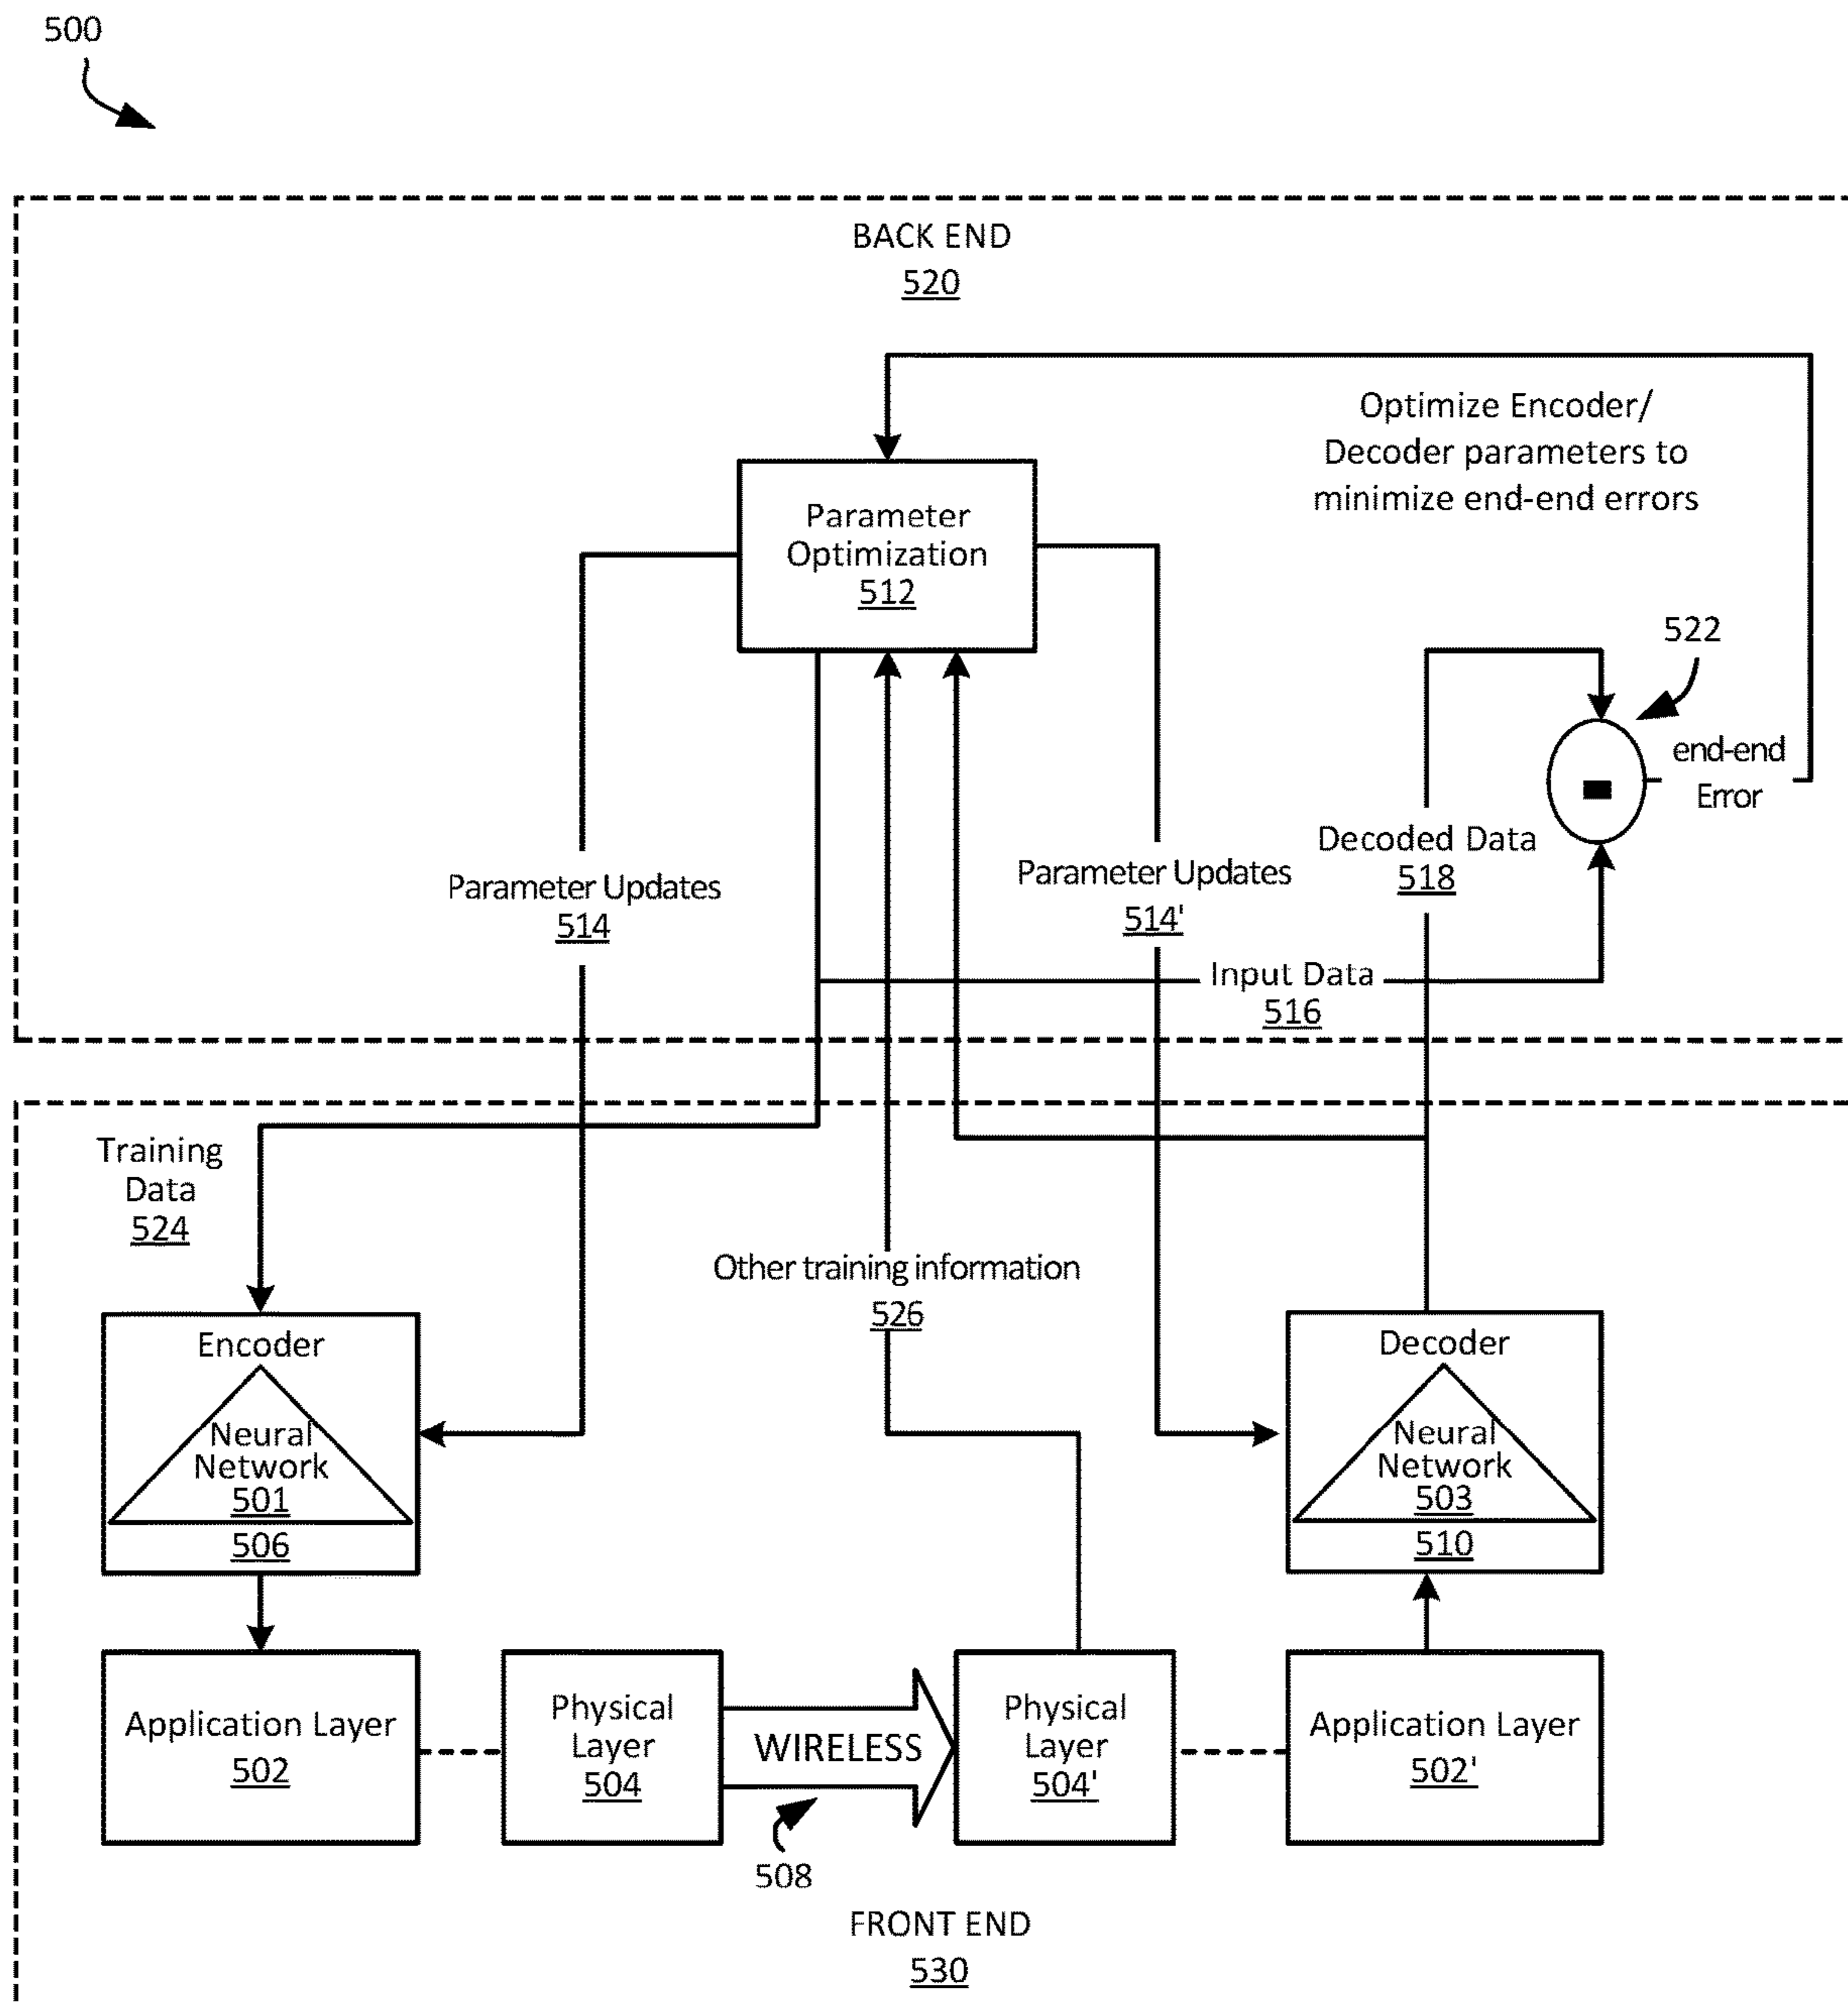 500
BACK END
520
Optimize Encoder/
Decoder parameters to
minimize end-end errors
Parameter
Optimization
512
522
end-end
Error
Decoded Data
518
Parameter Updates
514
Parameter Updates
514'
Input Data
516
Training
Data
524
Other training information
526
Encoder
Neural
Network
501
506
Decoder
Neural
Network
503
510
Application Layer
502
Physical
Layer
504
WIRELESS
508
Physical
Layer
504'
Application Layer
502'
FRONT END
530